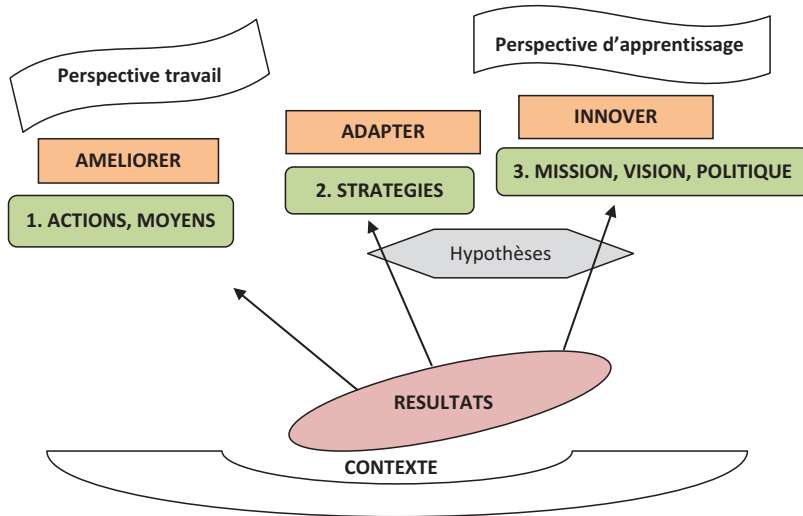 Perspective travail
Perspective d'apprentissage
AMELIORER
ADAPTER
INNOVER
1. ACTIONS, MOYENS
2. STRATEGIES
3. MISSION, VISION, POLITIQUE
Hypothèses
RESULTATS
CONTEXTE